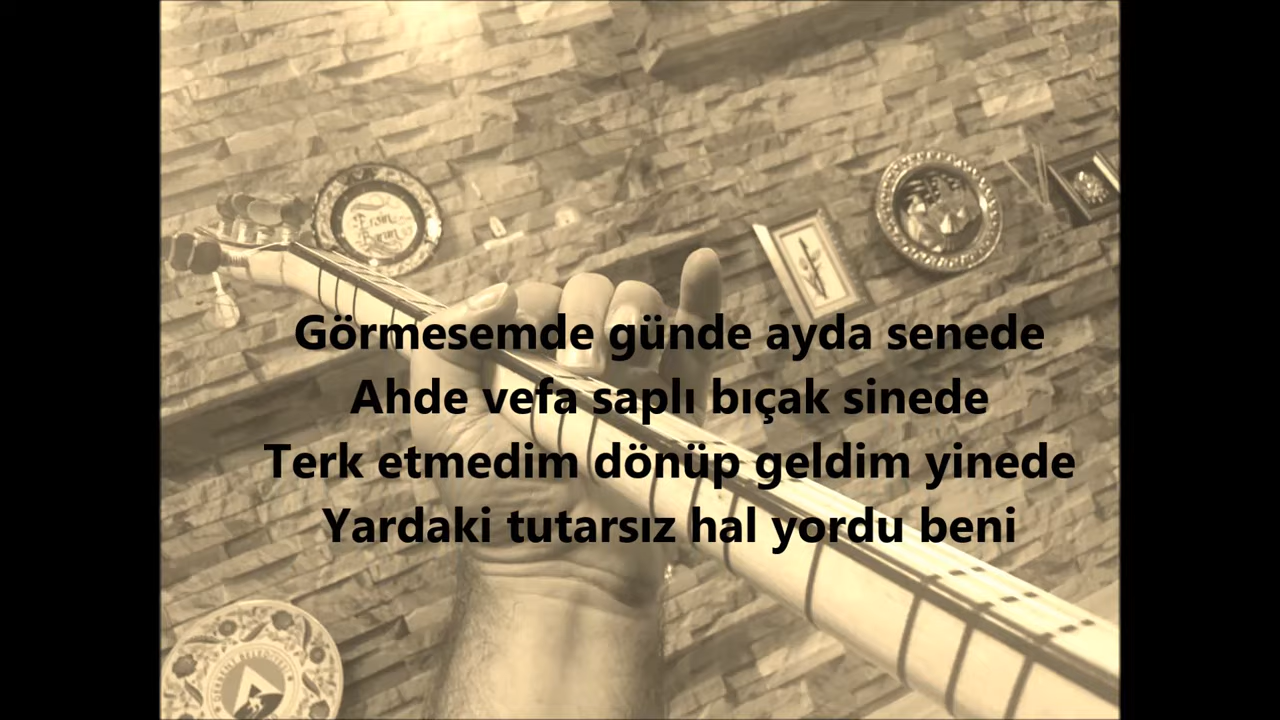 Görmesemde günde ayda senede
Ahde vefa saplı bıçak sinede
Terk etmedim dönüp geldim yinede
Yardaki tutarsız hal yordu beni